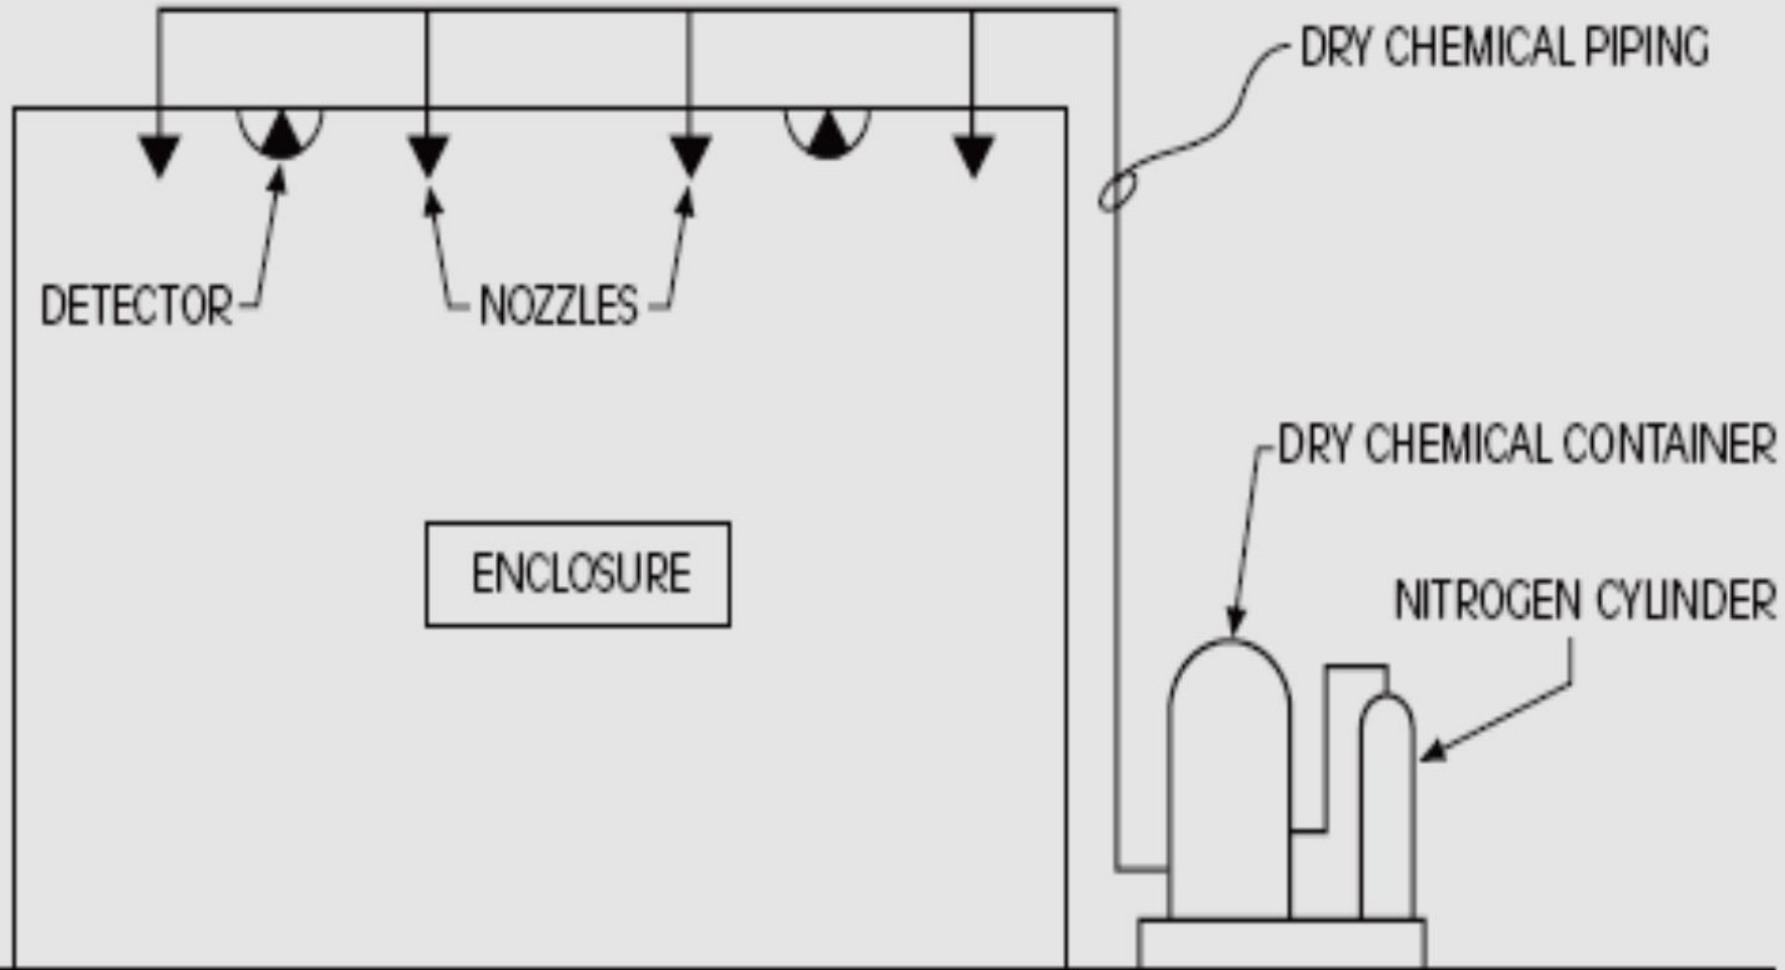 DRY CHEMICAL PIPING
DETECTOR
NOZZLES
DRY CHEMICAL CONTAINER
ENCLOSURE
NITROGEN CYLINDER